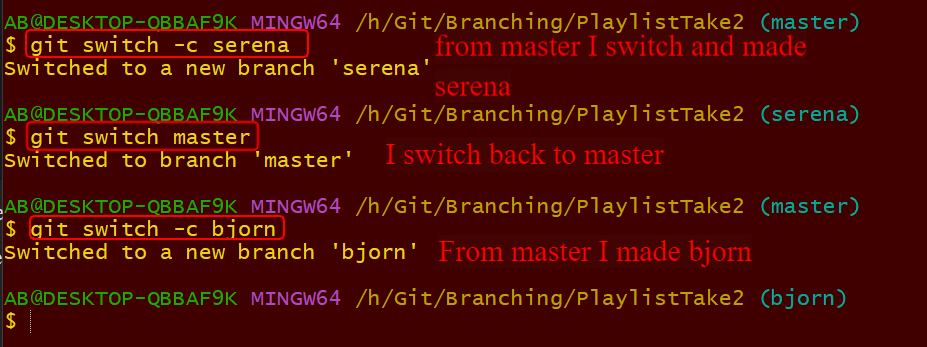 AB@DESKTOP-QBBAF9K MINGW64 /h/Git/Branching/PlaylistTake2 (master)
$ git switch -c serena
from master I switch and made
Switched to a new branch 'serena'
serena
AB@DESKTOP-QBBAF9K MINGW64 /h/Git/Branching/PlaylistTake2 (serena)
$ git switch master
Switched to branch 'master'
I switch back to master
AB@DESKTOP-QBBAF9K MINGW64 /h/Git/Branching/PlaylistTake2 (master)
$ git switch -c bjorn
Switched to a new branch 'bjorn'
From master I made bjorn
AB@DESKTOP-QBBAF9K MINGW64 /h/Git/Branching/PlaylistTake2 (bjorn)
$